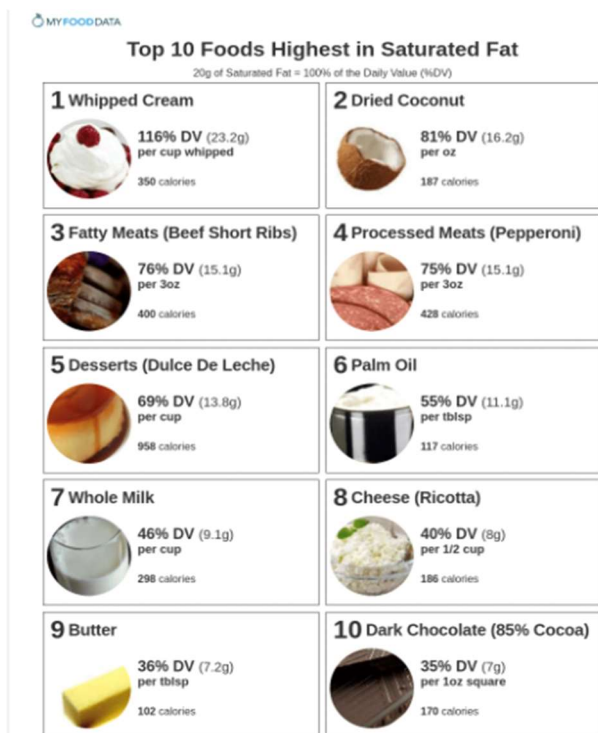 MYFOODDATA
Top 10 Foods Highest in Saturated Fat
20g of Saturated Fat = 100% of the Daily Value (%DV)
1 Whipped Cream
116% DV (23.2g)
per cup whipped
350 calories
2 Dried Coconut
81% DV (16.2g)
per oz
187 calories
3 Fatty Meats (Beef Short Ribs)
76% DV (15.1g)
per 3oz
400 calories
4 Processed Meats (Pepperoni)
75% DV (15.1g)
per 3oz
428 calories
5 Desserts (Dulce De Leche)
69% DV (13.8g)
per cup
958 calories
6 Palm Oil
55% DV (11.1g)
per tblsp
117 calories
7 Whole Milk
46% DV (9.1g)
per cup
298 calories
8 Cheese (Ricotta)
40% DV (8g)
per 1/2 cup
186 calories
9 Butter
36% DV (7.2g)
per tblsp
102 calories
10 Dark Chocolate (85% Cocoa)
35% DV (7g)
per 1oz square
170 calories